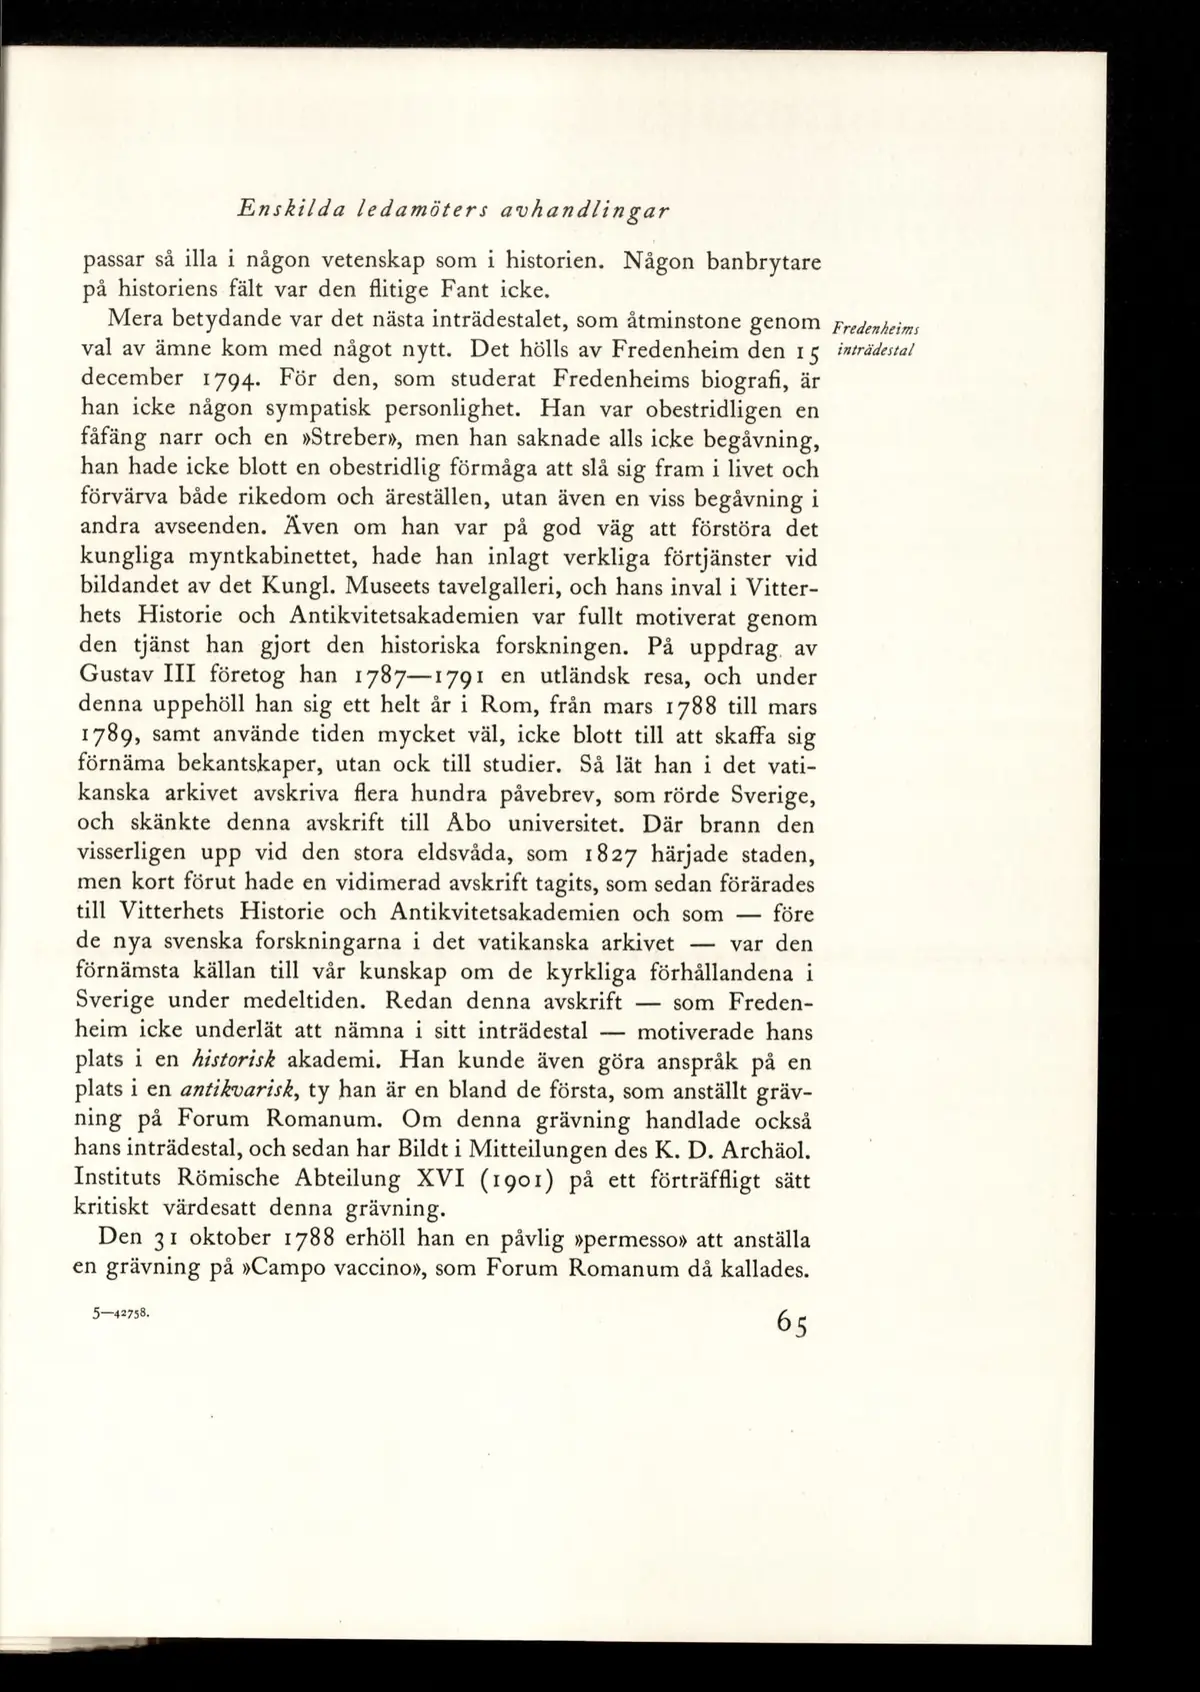 Enskilda ledamöters avhandlingar
passar så illa i någon vetenskap som i historien. Någon banbrytare
på historiens fält var den flitige Fant icke.
Mera betydande var det nästa inträdestalet, som åtminstone genom
val av ämne kom med något nytt. Det hölls av Fredenheim den 15
Fredenheims
inträdestal
december 1794. För den, som studerat Fredenheims biografi, är
han icke någon sympatisk personlighet. Han var obestridligen en
fåfäng narr och en »Streber», men han saknade alls icke begåvning,
han hade icke blott en obestridlig förmåga att slå sig fram i livet och
förvärva både rikedom och äreställen, utan även en viss begåvning i
andra avseenden. Även om han var på god väg att förstöra det
kungliga myntkabinettet, hade han inlagt verkliga förtjänster vid
bildandet av det Kungl. Museets tavelgalleri, och hans inval i Vitter-
hets Historie och Antikvitetsakademien var fullt motiverat genom
den tjänst han gjort den historiska forskningen. På uppdrag av
Gustav III företog han 1787—1791 en utländsk resa, och under
denna uppehöll han sig ett helt år i Rom, från mars 1788 till mars
1789, samt använde tiden mycket väl, icke blott till att skaffa sig
förnäma bekantskaper, utan ock till studier. Så lät han i det vati-
kanska arkivet avskriva flera hundra påvebrev, som rörde Sverige,
och skänkte denna avskrift till Åbo universitet. Där brann den
visserligen upp vid den stora eldsvåda, som 1827 härjade staden,
men kort förut hade en vidimerad avskrift tagits, som sedan förärades
till Vitterhets Historie och Antikvitetsakademien och som — före
de nya svenska forskningarna i det vatikanska arkivet — var den
förnämsta källan till vår kunskap om de kyrkliga förhållandena i
Sverige under medeltiden. Redan denna avskrift — som Freden-
heim icke underlät att nämna i sitt inträdestal — motiverade hans
plats i en historisk akademi. Han kunde även göra anspråk på en
plats i en antikvarisk, ty han är en bland de första, som anställt gräv-
ning på Forum Romanum. Om denna grävning handlade också
hans inträdestal, och sedan har Bildt i Mitteilungen des K. D. Archäol.
Instituts Römische Abteilung XVI (1901) på ett förträffligt sätt
kritiskt värdesatt denna grävning.
Den 31 oktober 1788 erhöll han en påvlig »permesso» att anställa
en grävning på »Campo vaccino», som Forum Romanum då kallades.
5—42758.
65